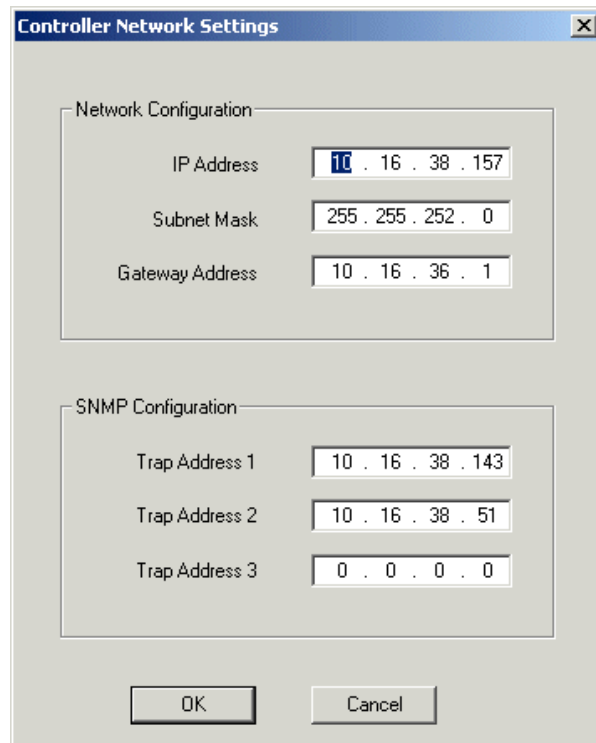 Controller Network Settings
Network Configuration
IP Address 10 . 16 . 38 . 157
Subnet Mask 255 . 255 . 252 . 0
Gateway Address 10 . 16 . 36 . 1
SNMP Configuration
Trap Address 1 10 . 16 . 38 . 143
Trap Address 2 10 . 16 . 38 . 51
Trap Address 3 0 . 0 . 0 . 0
OK Cancel